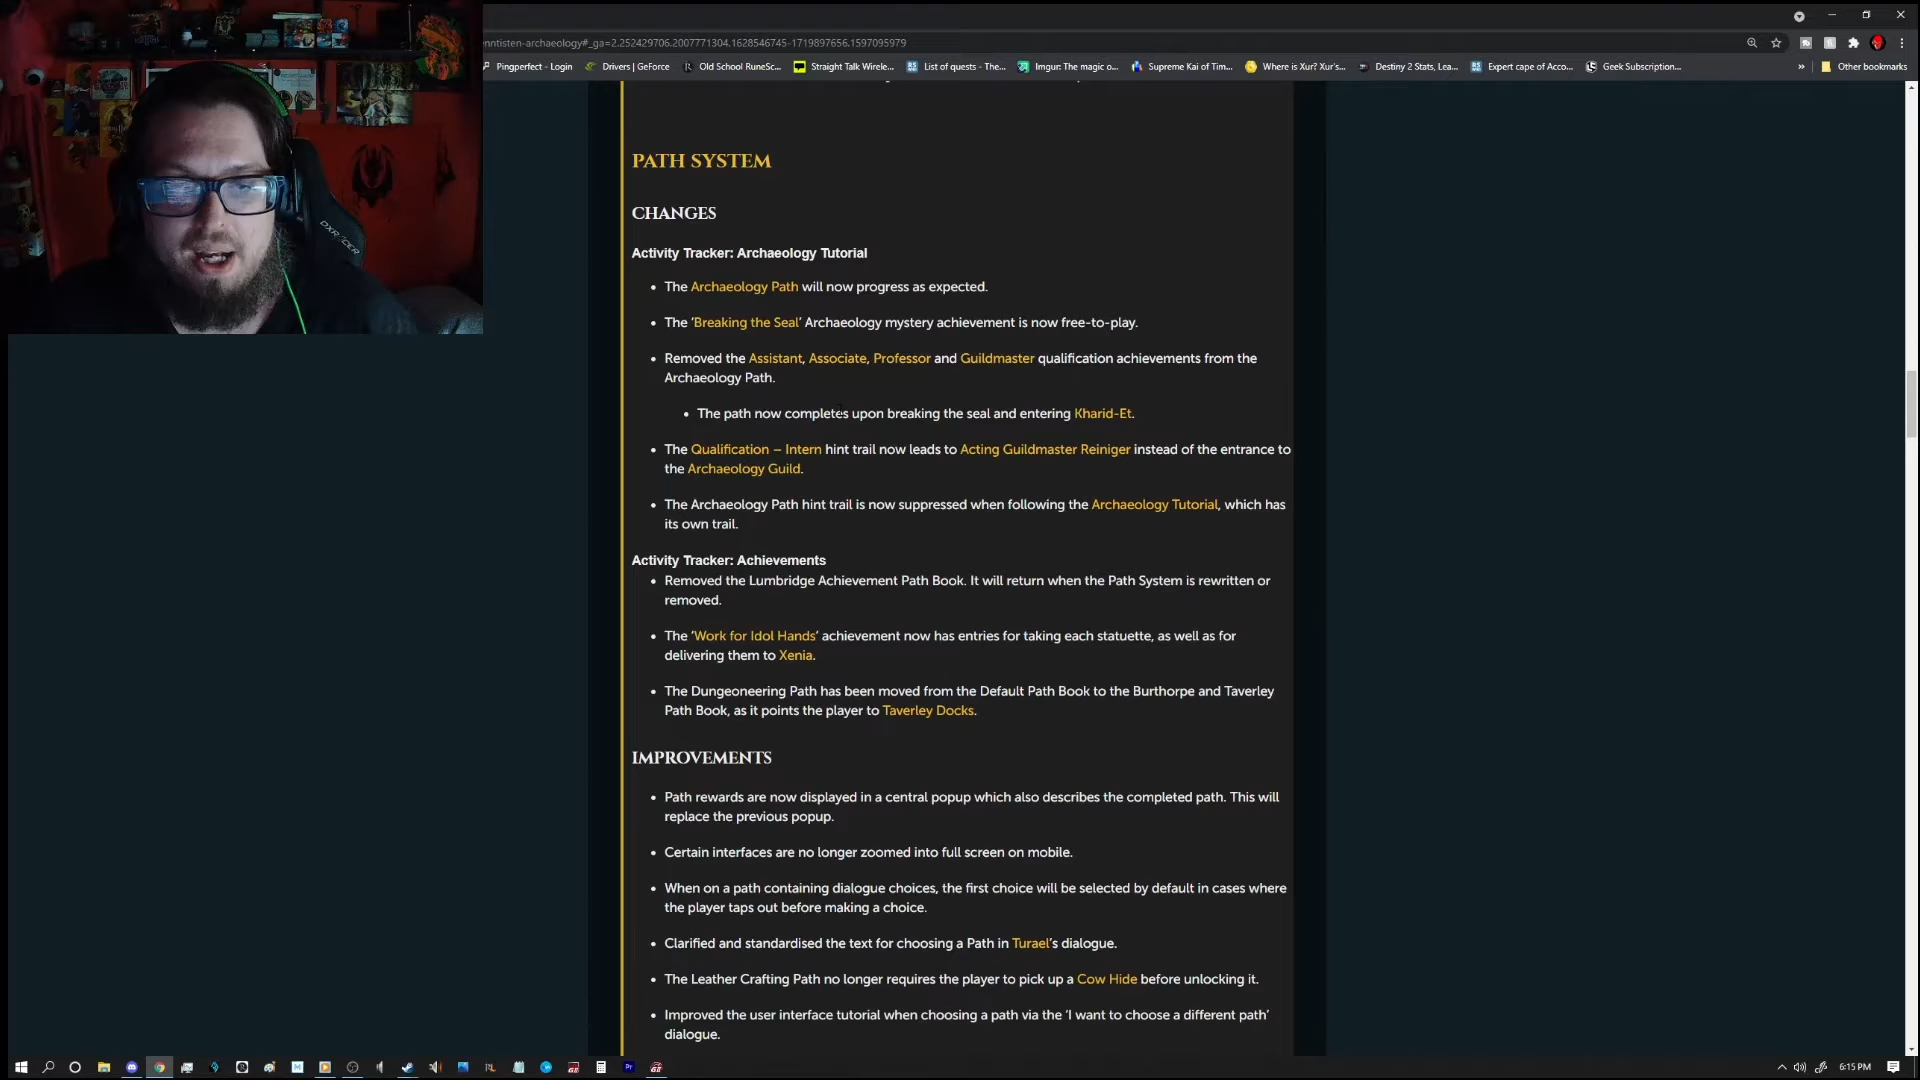 enntisten-archaeology#_ga=2.252429706.2007771304.1628546745-1719897656.1597095979
Pingperfect - Login
Drivers | GeForce
Old School RuneSc...
Straight Talk Wirele...
List of quests - The...
Imgur: The magic o...
Supreme Kai of Tim...
Where is Xur? Xur's...
Destiny 2 Stats, Lea...
Expert cape of Acco...
Geek Subscription...
»
Other bookmarks
PATH SYSTEM
CHANGES
Activity Tracker: Archaeology Tutorial
• The Archaeology Path will now progress as expected.
• The 'Breaking the Seal' Archaeology mystery achievement is now free-to-play.
• Removed the Assistant, Associate, Professor and Guildmaster qualification achievements from the
Archaeology Path.
• The path now completes upon breaking the seal and entering Kharid-Et.
• The Qualification – Intern hint trail now leads to Acting Guildmaster Reiniger instead of the entrance to
the Archaeology Guild.
• The Archaeology Path hint trail is now suppressed when following the Archaeology Tutorial, which has
its own trail.
Activity Tracker: Achievements
• Removed the Lumbridge Achievement Path Book. It will return when the Path System is rewritten or
removed.
• The 'Work for Idol Hands' achievement now has entries for taking each statuette, as well as for
delivering them to Xenia.
• The Dungeoneering Path has been moved from the Default Path Book to the Burthorpe and Taverley
Path Book, as it points the player to Taverley Docks.
IMPROVEMENTS
• Path rewards are now displayed in a central popup which also describes the completed path. This will
replace the previous popup.
• Certain interfaces are no longer zoomed into full screen on mobile.
• When on a path containing dialogue choices, the first choice will be selected by default in cases where
the player taps out before making a choice.
• Clarified and standardised the text for choosing a Path in Turael's dialogue.
• The Leather Crafting Path no longer requires the player to pick up a Cow Hide before unlocking it.
• Improved the user interface tutorial when choosing a path via the 'I want to choose a different path'
dialogue.
DXRACER
6:15 PM